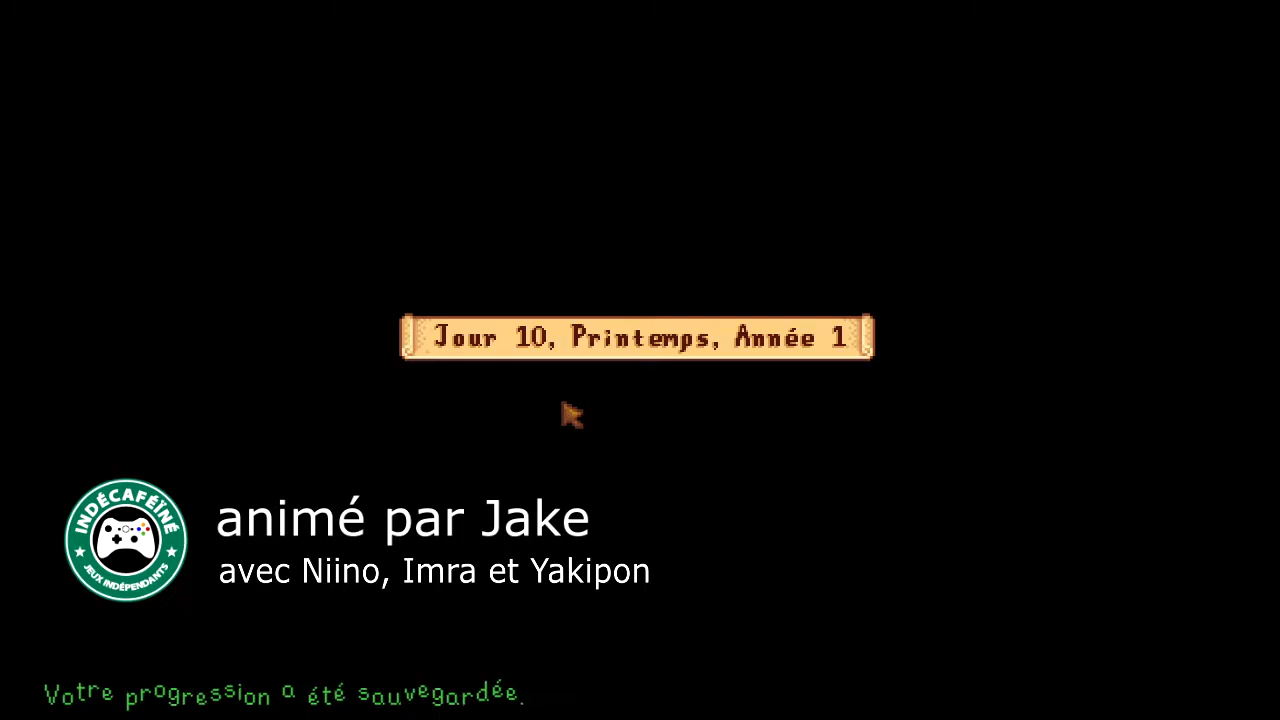 Jour 10, Printemps, Année 1
INDÉCAFÉINÉ
JEUX INDÉPENDANTS
animé par Jake
avec Niino, Imra et Yakipon
Votre progression a été sauvegardée.